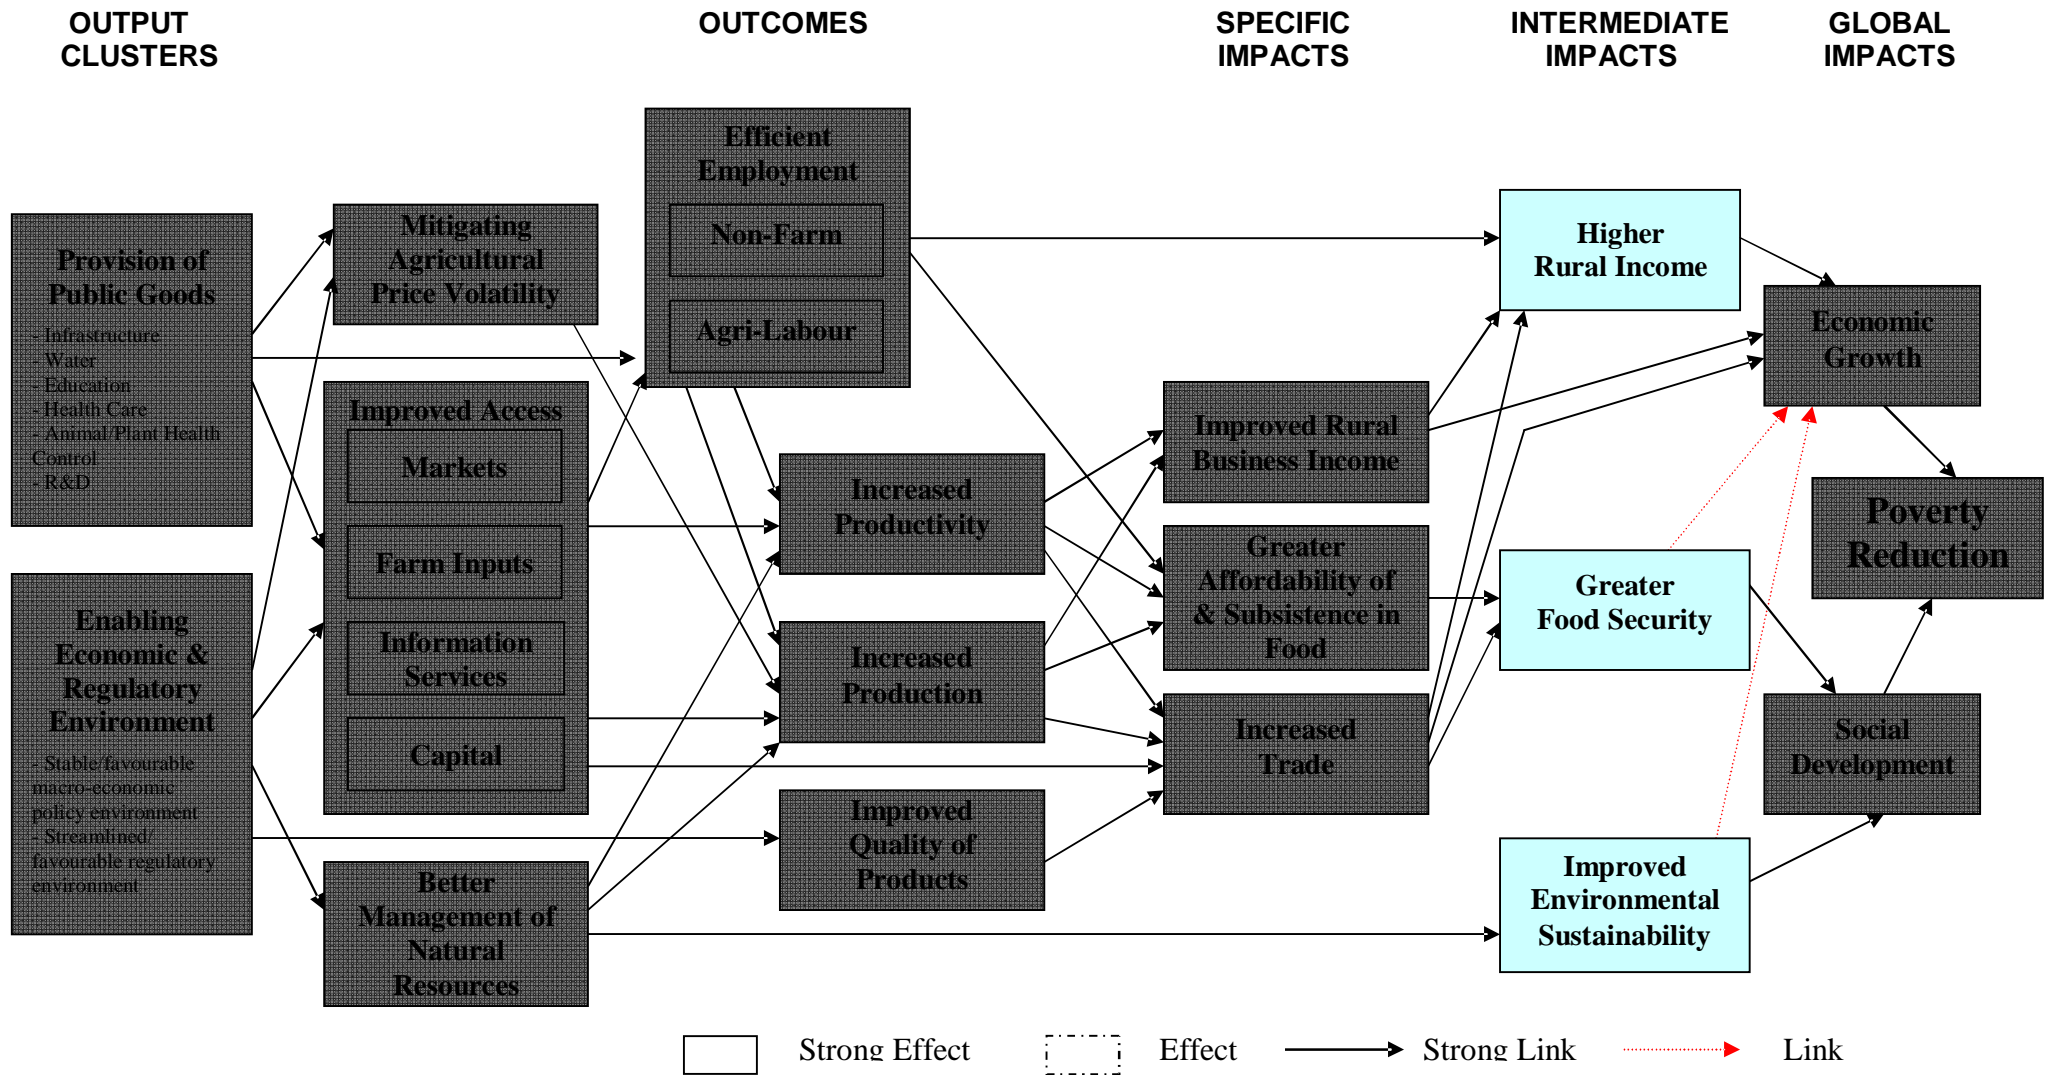 OUTPUT
CLUSTERS
OUTCOMES
SPECIFIC
IMPACTS
INTERMEDIATE
IMPACTS
GLOBAL
IMPACTS
Provision of
Public Goods
- Infrastructure
- Water
- Education
- Health Care
- Animal/Plant Health
Control
- R&D
Enabling
Economic &
Regulatory
Environment
- Stable/favourable
macro-economic
policy environment
- Streamlined/
favourable regulatory
environment
Mitigating
Agricultural
Price Volatility
Improved Access
Markets
Farm Inputs
Information
Services
Capital
Better
Management of
Natural
Resources
Efficient
Employment
Non-Farm
Agri-Labour
Increased
Productivity
Increased
Production
Improved
Quality of
Products
Improved Rural
Business Income
Greater
Affordability of
& Subsistence in
Food
Increased
Trade
Higher
Rural Income
Greater
Food Security
Improved
Environmental
Sustainability
Economic
Growth
Poverty
Reduction
Social
Development
Strong Effect
Effect
Strong Link
Link